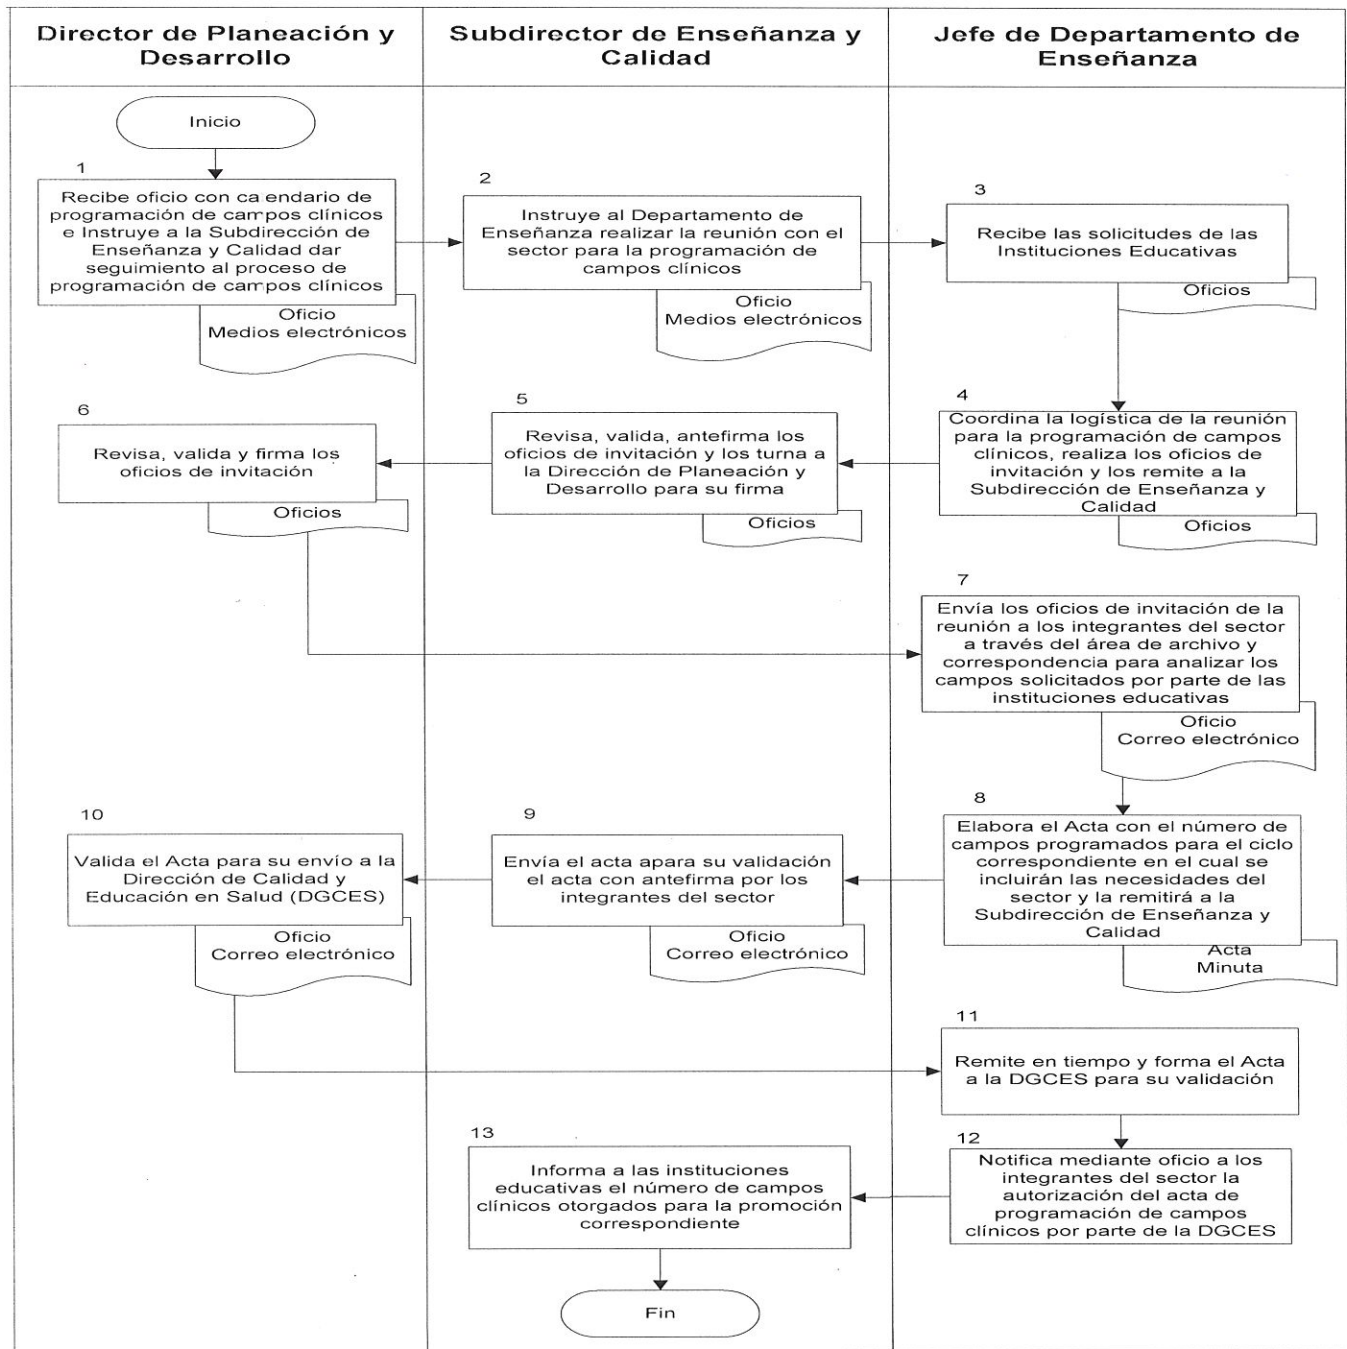 Director de Planeación y
Desarrollo
Subdirector de Enseñanza y
Calidad
Jefe de Departamento de
Enseñanza
Inicio
1
Recibe oficio con ca endario de
programación de campos clínicos
e Instruye a la Subdirección de
Enseñanza y Calidad dar
seguimiento al proceso de
programación de campos clínicos
Oficio
Medios electrónicos
2
Instruye al Departamento de
Enseñanza realizar la reunión con el
sector para la programación de
campos clínicos
Oficio
Medios electrónicos
3
Recibe las solicitudes de las
Instituciones Educativas
Oficios
4
Coordina la logística de la reunión
para la programación de campos
clínicos, realiza los oficios de
invitación y los remite a la
Subdirección de Enseñanza y
Calidad
Oficios
5
Revisa, valida, antefirma los
oficios de invitación y los turna a
la Dirección de Planeación y
Desarrollo para su firma
Oficios
6
Revisa, valida y firma los
oficios de invitación
Oficios
7
Envía los oficios de invitación de la
reunión a los integrantes del sector
a través del área de archivo y
correspondencia para analizar los
campos solicitados por parte de las
instituciones educativas
Oficio
Correo electrónico
8
Elabora el Acta con el número de
campos programados para el ciclo
correspondiente en el cual se
incluirán las necesidades del
sector y la remitirá a la
Subdirección de Enseñanza y
Calidad
Acta
Minuta
9
Envía el acta apara su validación
el acta con antefirma por los
integrantes del sector
Oficio
Correo electrónico
10
Valida el Acta para su envío a la
Dirección de Calidad y
Educación en Salud (DGCES)
Oficio
Correo electrónico
11
Remite en tiempo y forma el Acta
a la DGCES para su validación
12
Notifica mediante oficio a los
integrantes del sector la
autorización del acta de
programación de campos
clínicos por parte de la DGCES
13
Informa a las instituciones
educativas el número de campos
clínicos otorgados para la promoción
correspondiente
Fin